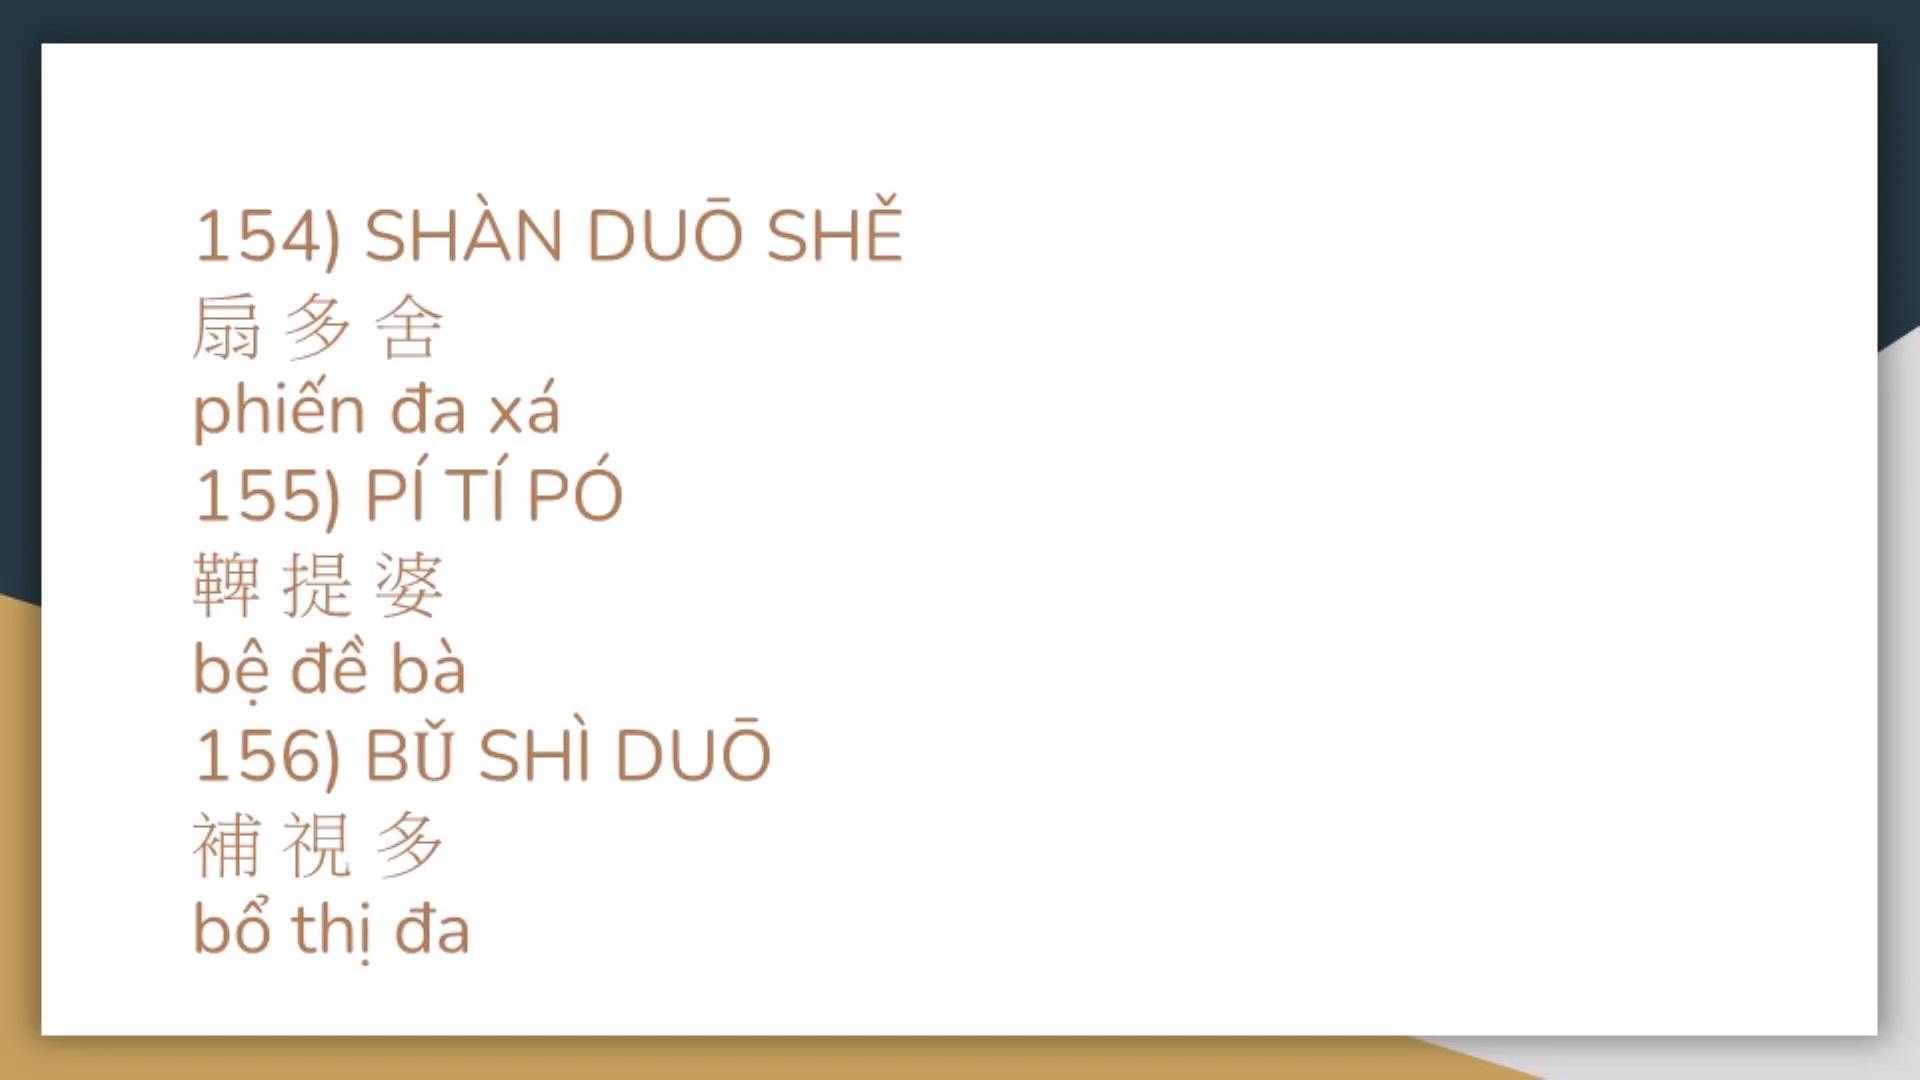 154) SHÀN DUŌ SHĚ
扇 多 舍
phiến đa xá
155) PÍ TÍ PÓ
鞞 提 婆
bệ đề bà
156) BǓ SHÌ DUŌ
補 視 多
bổ thị đa